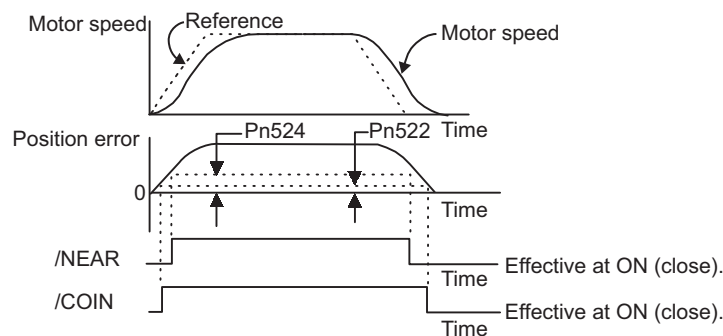 Motor speed
Reference
Motor speed
Time
Position error
Pn524
Pn522
0
Time
/NEAR
Effective at ON (close).
Time
/COIN
Effective at ON (close).
Time